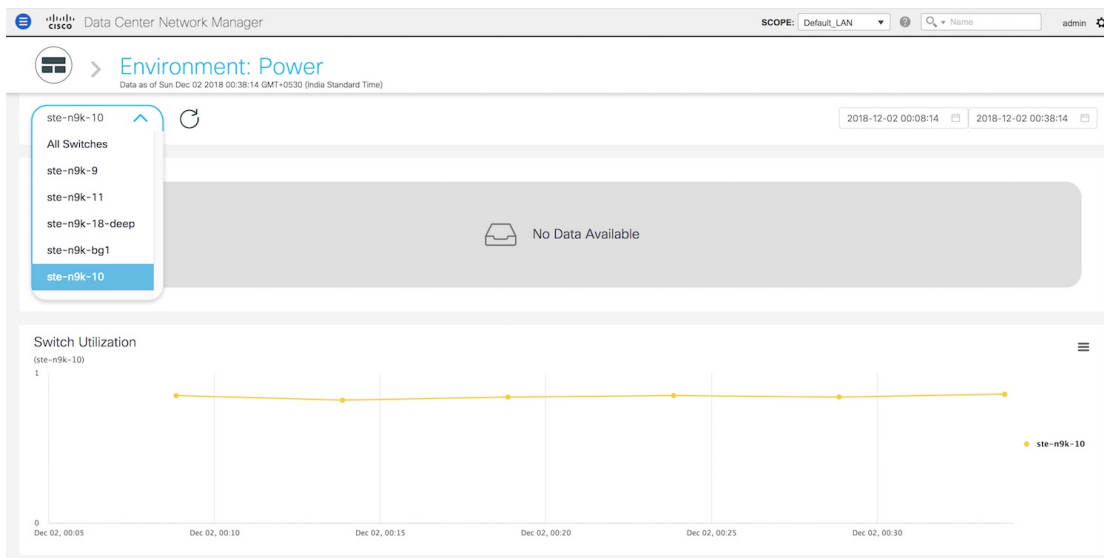 cisco Data Center Network Manager SCOPE: Default_LAN Name admin
Environment: Power
Data as of Sun Dec 02 2018 00:38:14 GMT+0530 (India Standard Time)
ste-n9k-10 2018-12-02 00:08:14 2018-12-02 00:38:14
All Switches
ste-n9k-9
ste-n9k-11
ste-n9k-18-deep
No Data Available
ste-n9k-bg1
ste-n9k-10
Switch Utilization
(ste-n9k-10)
1
ste-n9k-10
0
Dec 02, 00:05 Dec 02, 00:10 Dec 02, 00:15 Dec 02, 00:20 Dec 02, 00:25 Dec 02, 00:30